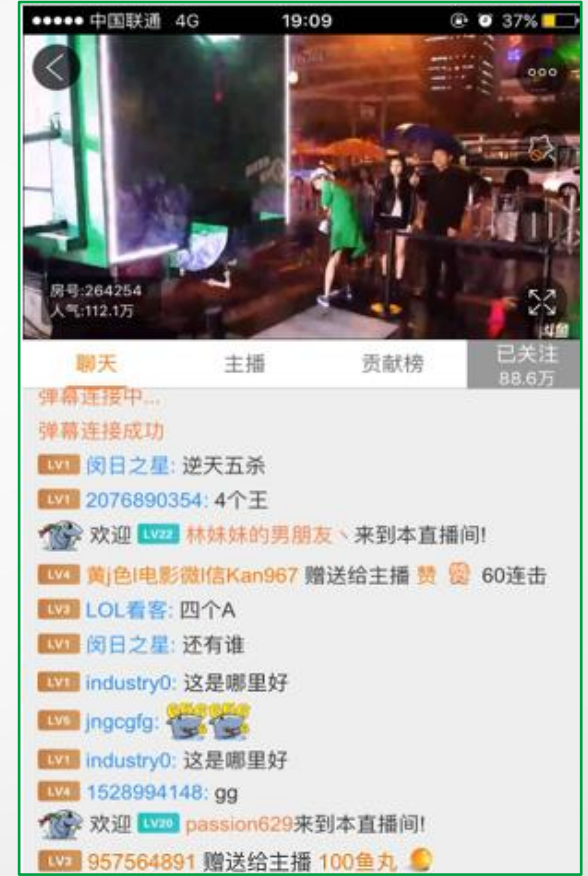 中国联通 4G 19:09 37%
房号:264254
人气:112.1万
斗鱼
聊天 主播 贡献榜 已关注
88.6万
弹幕连接中...
弹幕连接成功
LV1 闵日之星: 逆天五杀
LV1 2076890354: 4个王
欢迎 LV22 林妹妹的男朋友丶来到本直播间!
LV4 黄j色l电影微l信Kan967 赠送给主播 赞 60连击
LV3 LOL看客: 四个A
LV1 闵日之星: 还有谁
LV1 industry0: 这是哪里好
LV6 jngcgfg: 666 666
LV1 industry0: 这是哪里好
LV4 1528994148: gg
欢迎 LV20 passion629来到本直播间!
LV3 957564891 赠送给主播 100鱼丸